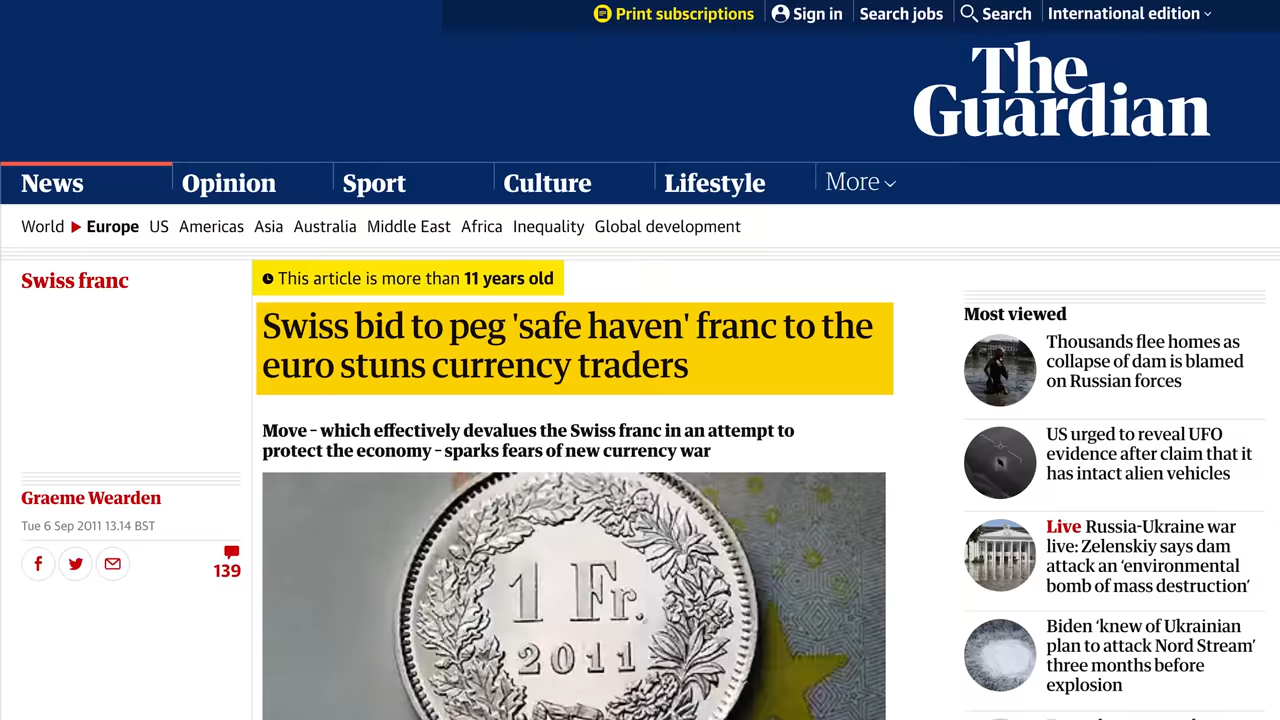 Print subscriptions
Sign in
Search jobs
Search
International edition
The
Guardian
News
Opinion
Sport
Culture
Lifestyle
More
World
Europe
US
Americas
Asia
Australia
Middle East
Africa
Inequality
Global development
Swiss franc
This article is more than 11 years old
Swiss bid to peg 'safe haven' franc to the
euro stuns currency traders
Move – which effectively devalues the Swiss franc in an attempt to
protect the economy – sparks fears of new currency war
Graeme Wearden
Tue 6 Sep 2011 13.14 BST
139
1 Fr.
2011
Most viewed
Thousands flee homes as
collapse of dam is blamed
on Russian forces
US urged to reveal UFO
evidence after claim that it
has intact alien vehicles
Live Russia-Ukraine war
live: Zelenskiy says dam
attack an ‘environmental
bomb of mass destruction’
Biden ‘knew of Ukrainian
plan to attack Nord Stream’
three months before
explosion